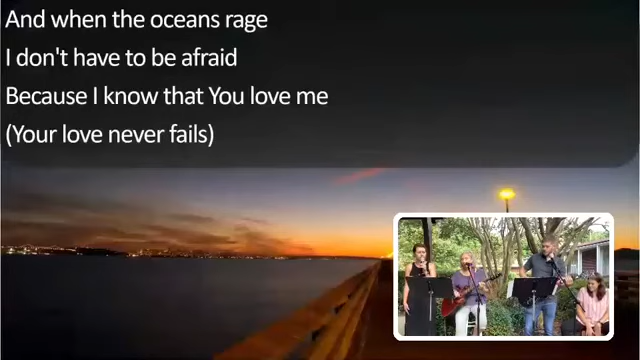 And when the oceans rage
I don't have to be afraid
Because I know that You love me
(Your love never fails)